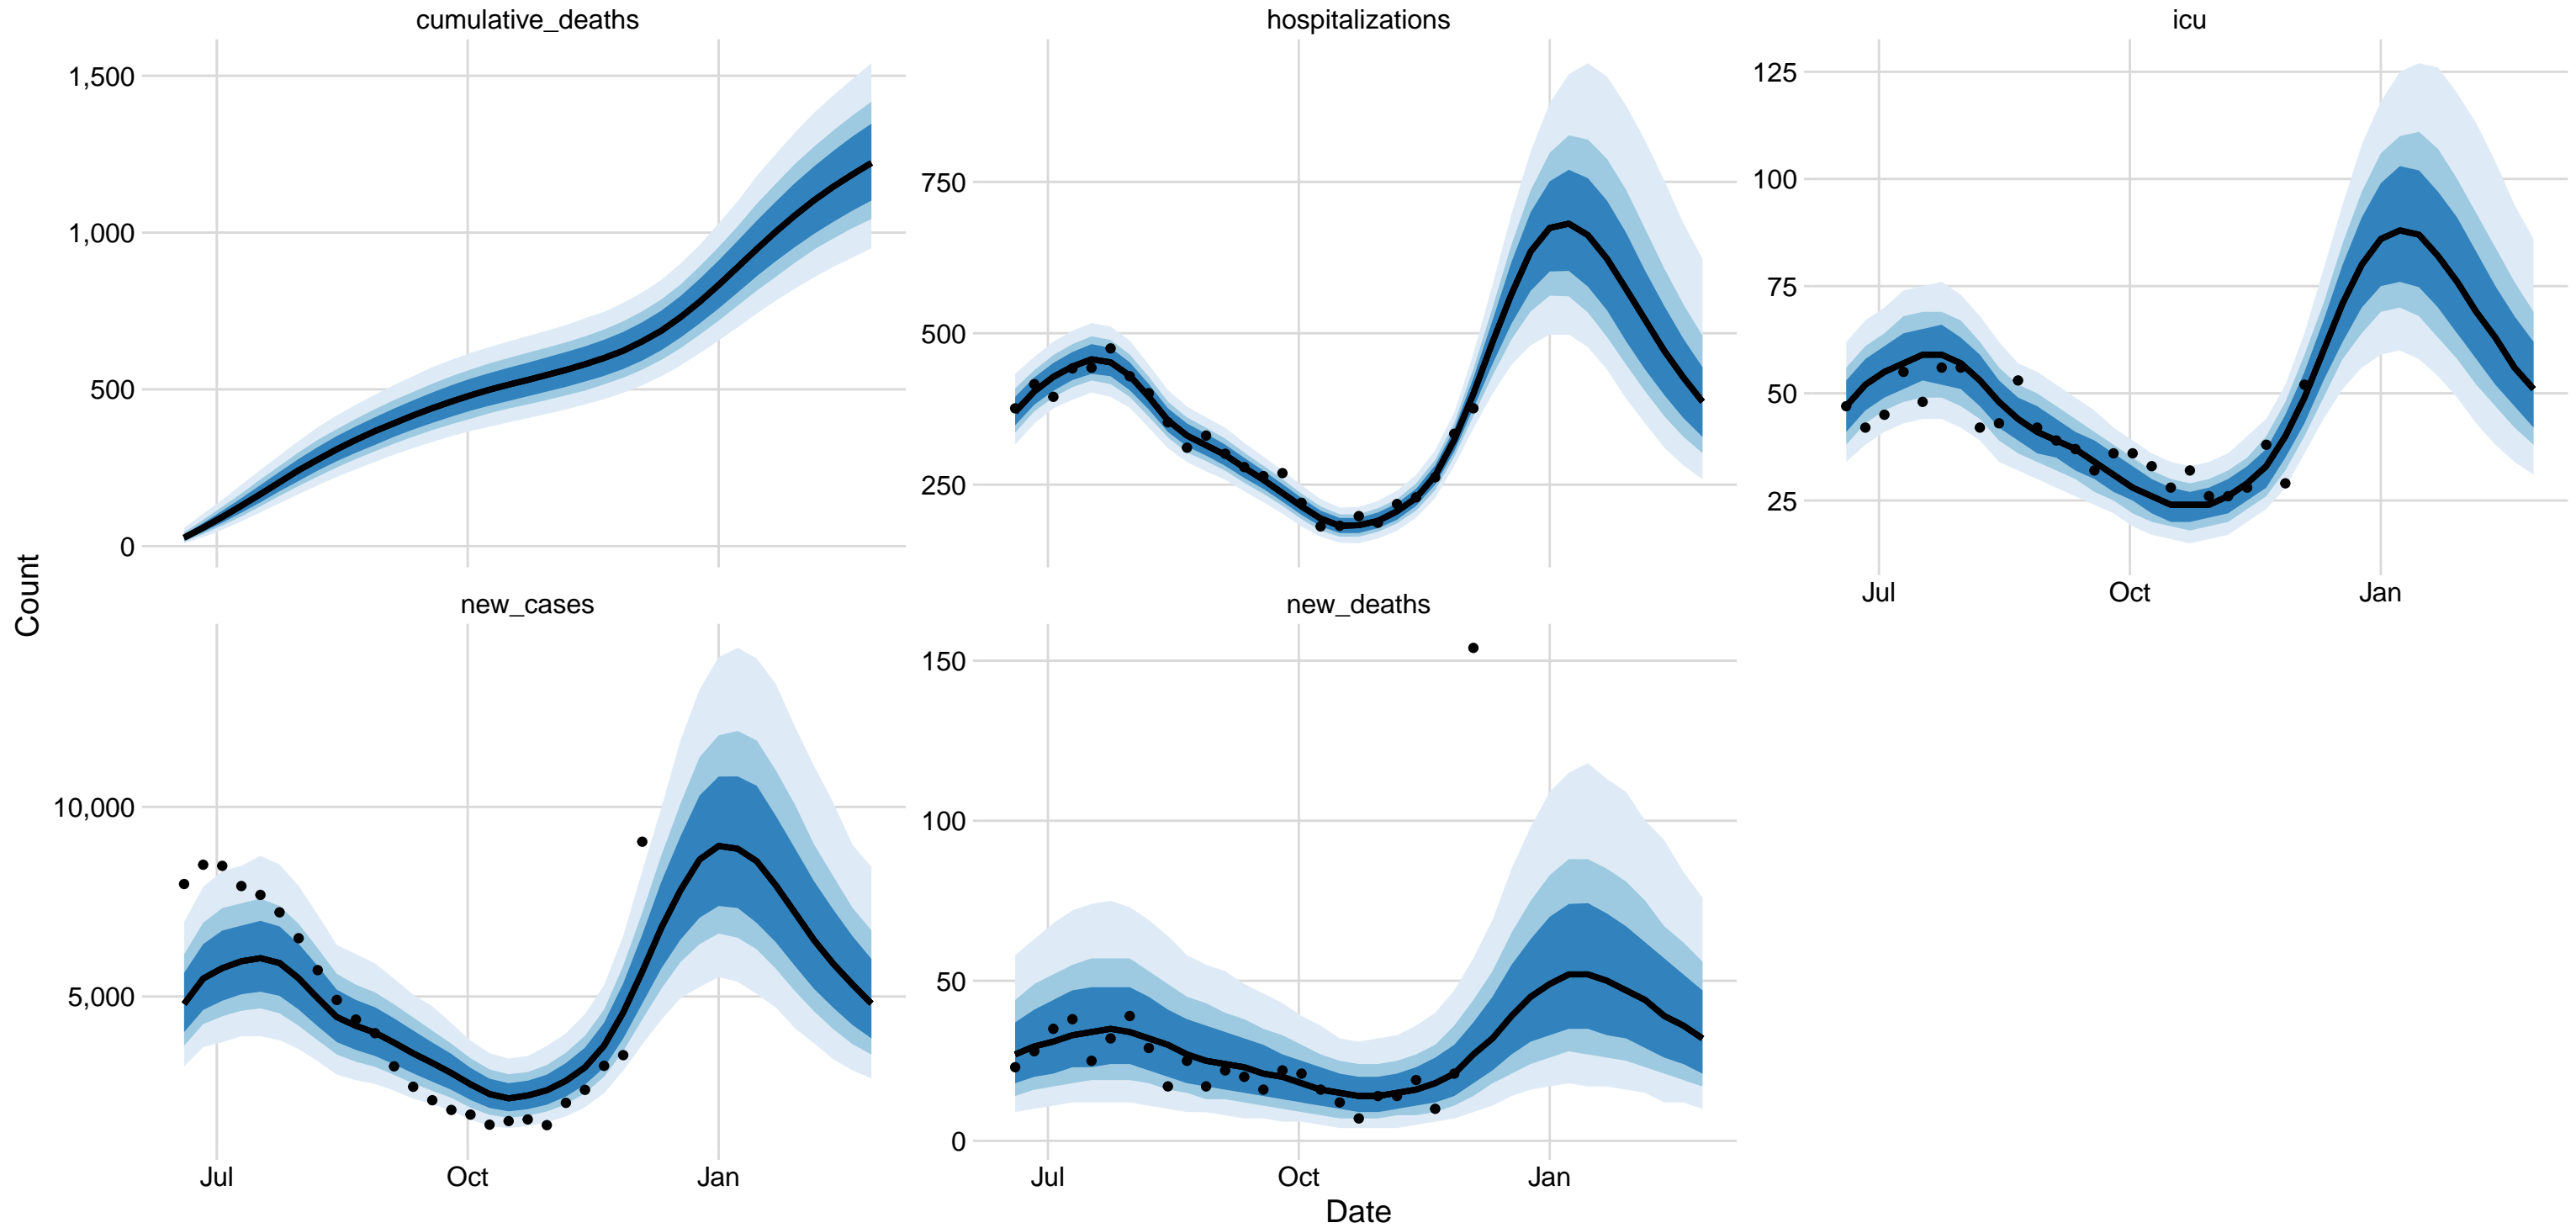 cumulative_deaths
hospitalizations
icu
1,500
1,000
500
0
750
500
250
125
100
75
50
25
Jul Oct Jan
Count
new_cases
new_deaths
10,000
5,000
150
100
50
0
Jul Oct Jan
Jul Oct Jan
Date